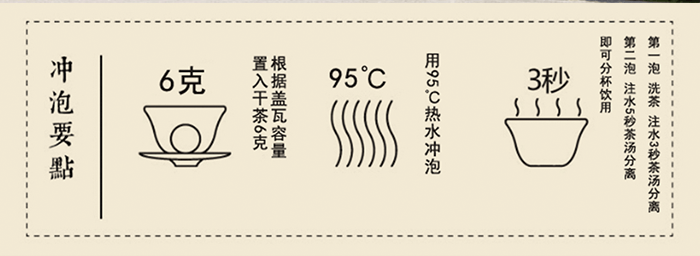 冲泡要點
6克
根据盖瓦容量
置入干茶6克
95°C
用95°C热水冲泡
3秒
第一泡 洗茶 注水3秒茶汤分离
第二泡 注水5秒茶汤分离
即可分杯饮用